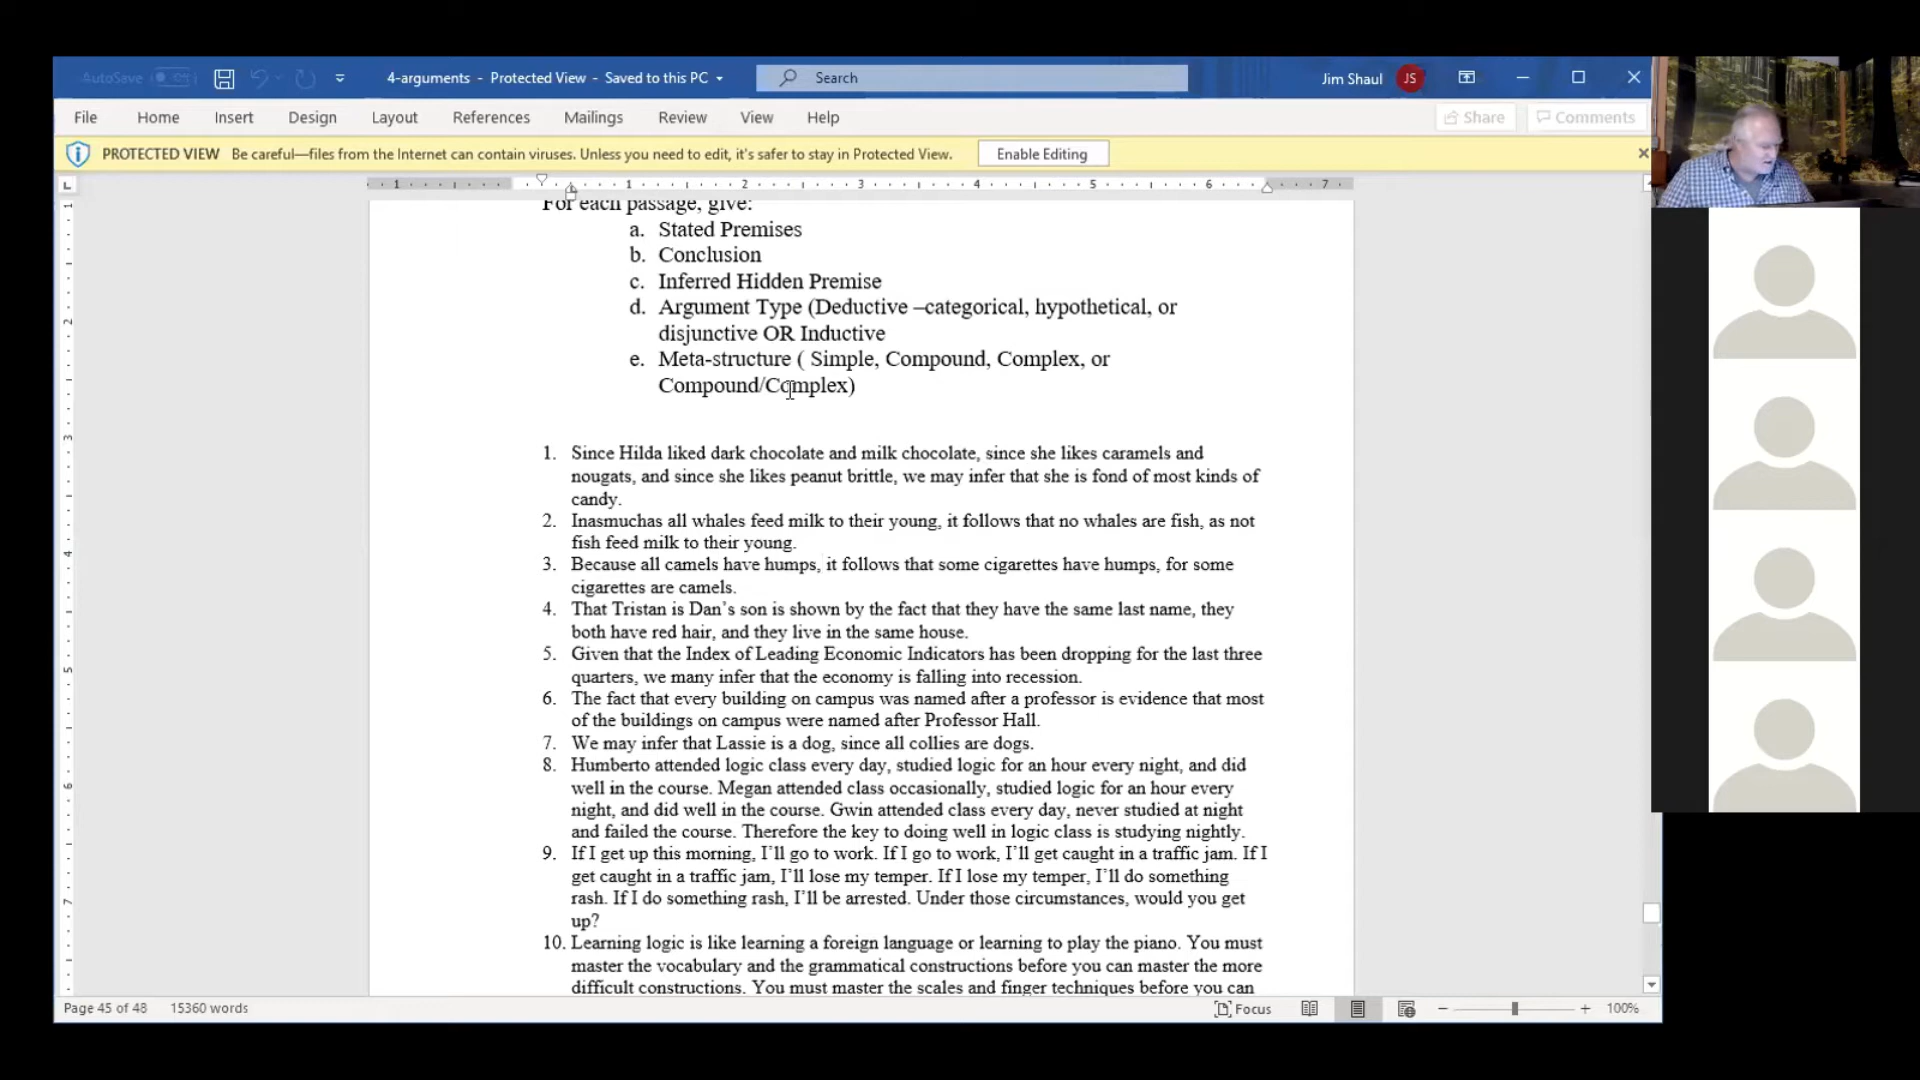 AutoSave Off
4-arguments - Protected View - Saved to this PC
Search
Jim Shaul JS
File Home Insert Design Layout References Mailings Review View Help
Share Comments
PROTECTED VIEW Be careful—files from the Internet can contain viruses. Unless you need to edit, it's safer to stay in Protected View. Enable Editing
1 1 2 3 4 5 6 7
For each passage, give:
a. Stated Premises
b. Conclusion
c. Inferred Hidden Premise
d. Argument Type (Deductive –categorical, hypothetical, or
disjunctive OR Inductive
e. Meta-structure ( Simple, Compound, Complex, or
Compound/Complex)
1. Since Hilda liked dark chocolate and milk chocolate, since she likes caramels and
nougats, and since she likes peanut brittle, we may infer that she is fond of most kinds of
candy.
2. Inasmuchas all whales feed milk to their young, it follows that no whales are fish, as not
fish feed milk to their young.
3. Because all camels have humps, it follows that some cigarettes have humps, for some
cigarettes are camels.
4. That Tristan is Dan’s son is shown by the fact that they have the same last name, they
both have red hair, and they live in the same house.
5. Given that the Index of Leading Economic Indicators has been dropping for the last three
quarters, we many infer that the economy is falling into recession.
6. The fact that every building on campus was named after a professor is evidence that most
of the buildings on campus were named after Professor Hall.
7. We may infer that Lassie is a dog, since all collies are dogs.
8. Humberto attended logic class every day, studied logic for an hour every night, and did
well in the course. Megan attended class occasionally, studied logic for an hour every
night, and did well in the course. Gwin attended class every day, never studied at night
and failed the course. Therefore the key to doing well in logic class is studying nightly.
9. If I get up this morning, I’ll go to work. If I go to work, I’ll get caught in a traffic jam. If I
get caught in a traffic jam, I’ll lose my temper. If I lose my temper, I’ll do something
rash. If I do something rash, I’ll be arrested. Under those circumstances, would you get
up?
10. Learning logic is like learning a foreign language or learning to play the piano. You must
master the vocabulary and the grammatical constructions before you can master the more
difficult constructions. You must master the scales and finger techniques before you can
Page 45 of 48 15360 words
Focus 100%